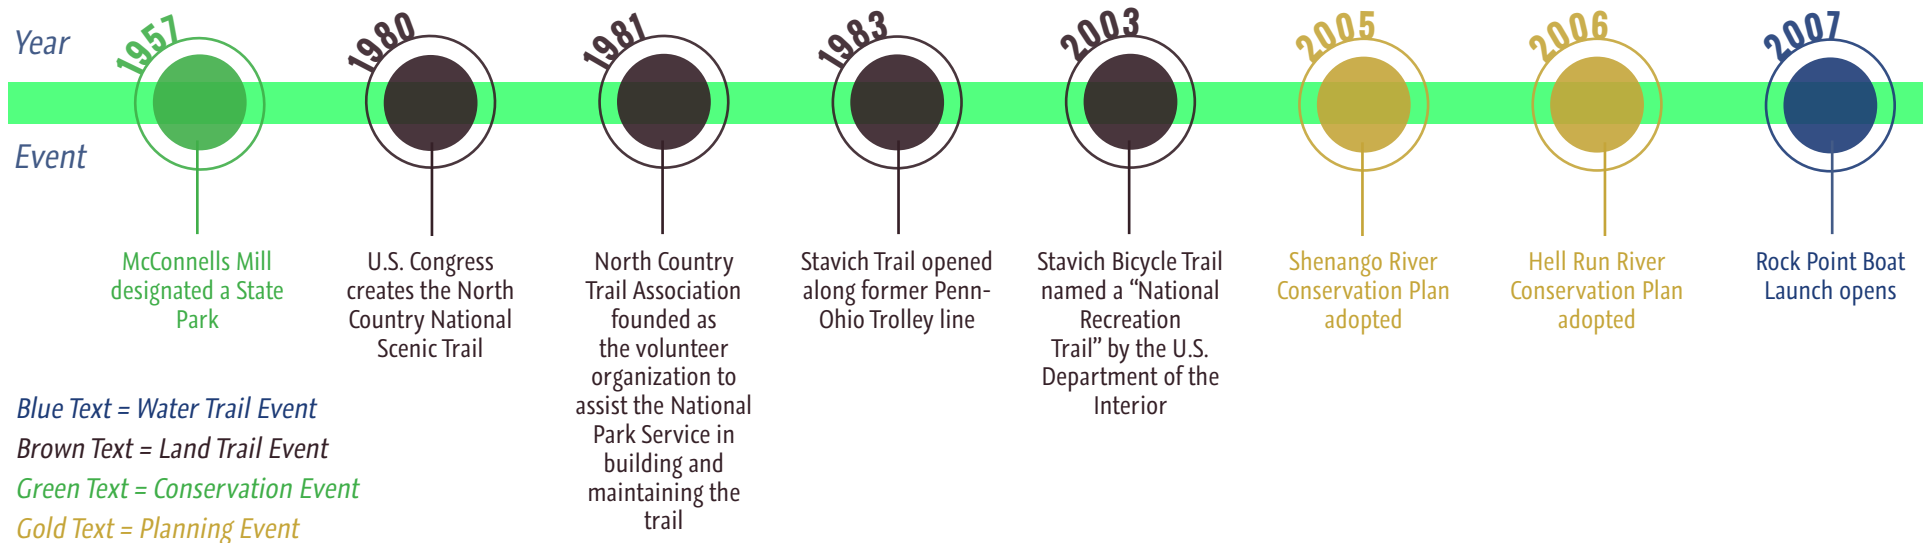 Year
1957
1980
1981
1983
2003
2005
2006
2007
Event
McConnells Mill
designated a State
Park
U.S. Congress
creates the North
Country National
Scenic Trail
North Country
Trail Association
founded as
the volunteer
organization to
assist the National
Park Service in
building and
maintaining the
trail
Stavich Trail opened
along former Penn-
Ohio Trolley line
Stavich Bicycle Trail
named a “National
Recreation
Trail” by the U.S.
Department of the
Interior
Shenango River
Conservation Plan
adopted
Hell Run River
Conservation Plan
adopted
Rock Point Boat
Launch opens
Blue Text = Water Trail Event
Brown Text = Land Trail Event
Green Text = Conservation Event
Gold Text = Planning Event